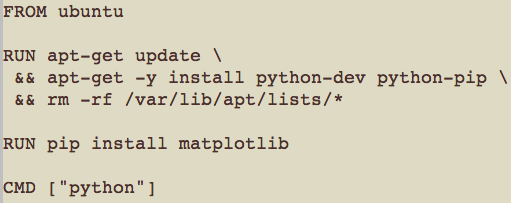 FROM ubuntu
RUN apt-get update \
&& apt-get -y install python-dev python-pip \
&& rm -rf /var/lib/apt/lists/*
RUN pip install matplotlib
CMD ["python"]